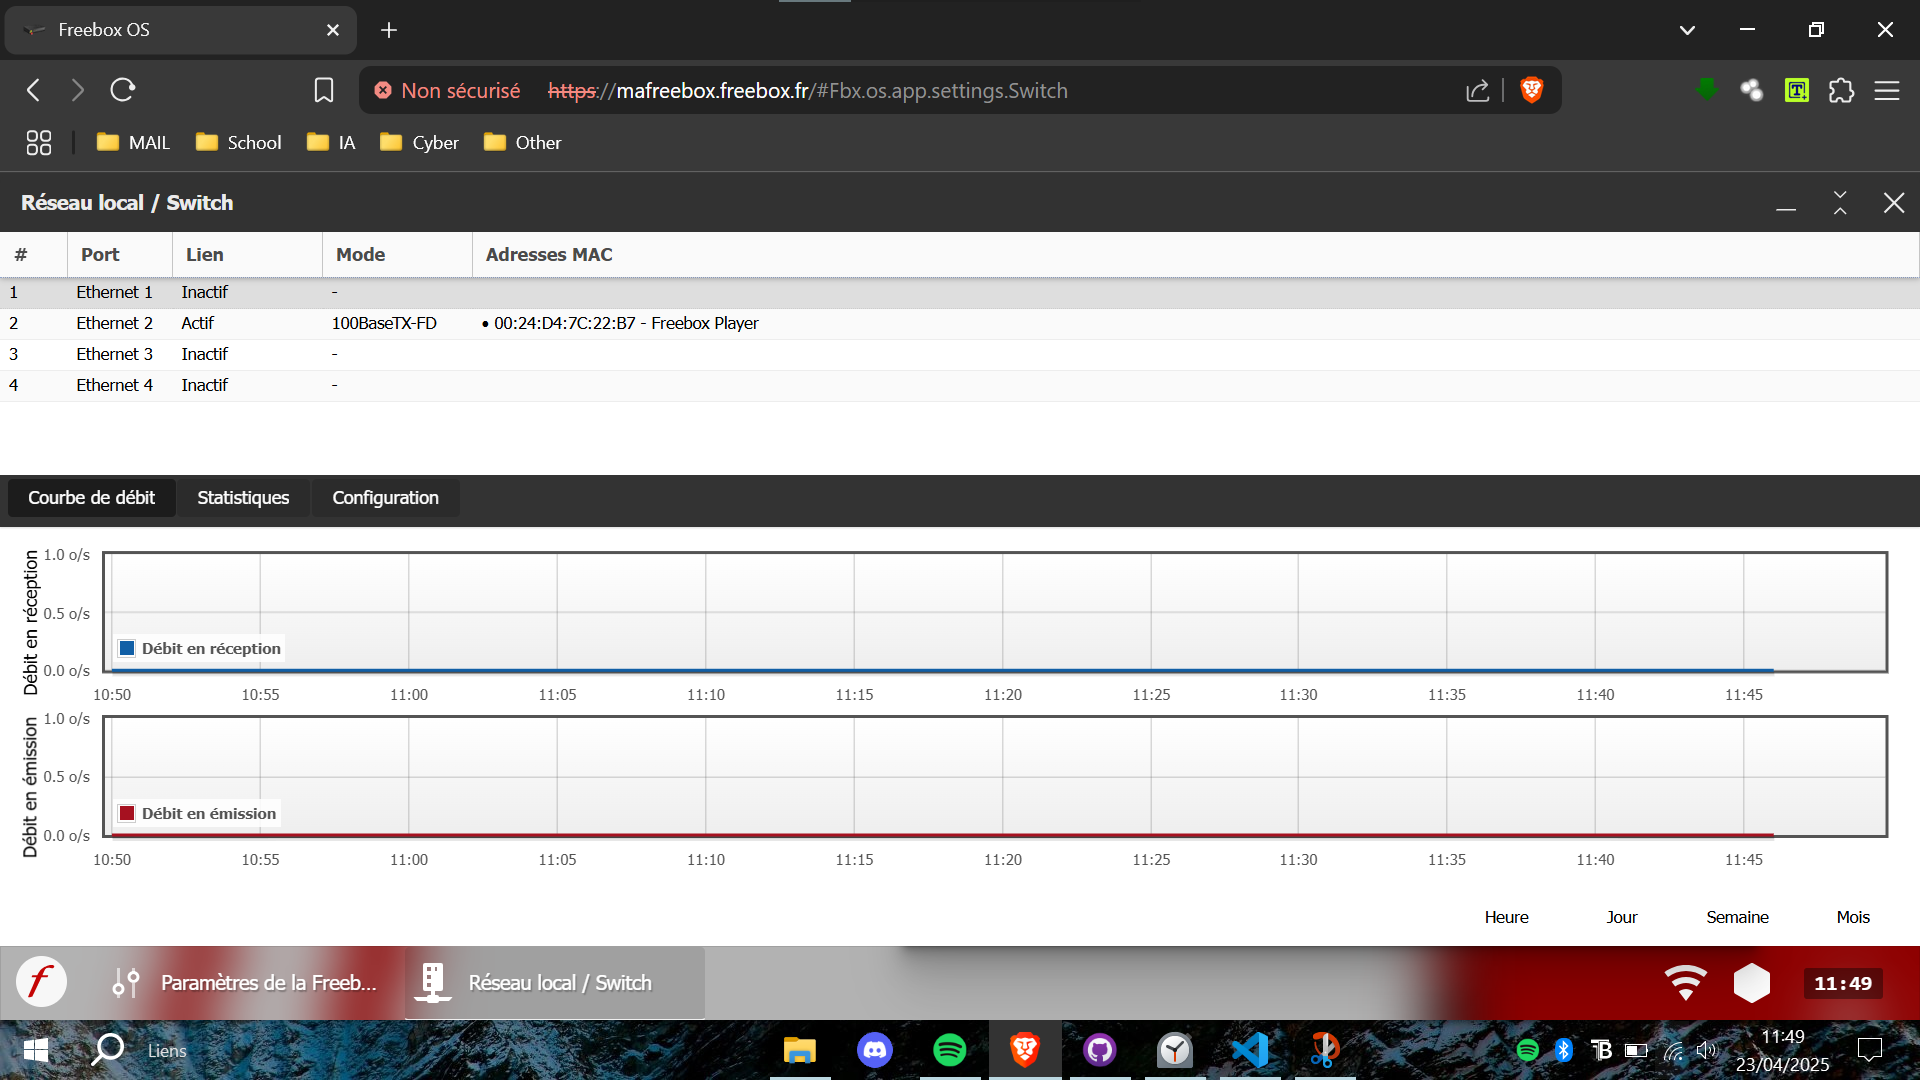 Freebox OS
Non sécurisé https://mafreebox.freebox.fr/#Fbx.os.app.settings.Switch
MAIL School IA Cyber Other
Réseau local / Switch
# Port Lien Mode Adresses MAC
1 Ethernet 1 Inactif -
2 Ethernet 2 Actif 100BaseTX-FD • 00:24:D4:7C:22:B7 - Freebox Player
3 Ethernet 3 Inactif -
4 Ethernet 4 Inactif -
Courbe de débit Statistiques Configuration
Débit en réception
1.0 o/s
0.5 o/s
0.0 o/s
Débit en réception
10:50 10:55 11:00 11:05 11:10 11:15 11:20 11:25 11:30 11:35 11:40 11:45
Débit en émission
1.0 o/s
0.5 o/s
0.0 o/s
Débit en émission
10:50 10:55 11:00 11:05 11:10 11:15 11:20 11:25 11:30 11:35 11:40 11:45
Heure Jour Semaine Mois
f Paramètres de la Freeb... Réseau local / Switch 11:49
Liens
11:49
23/04/2025